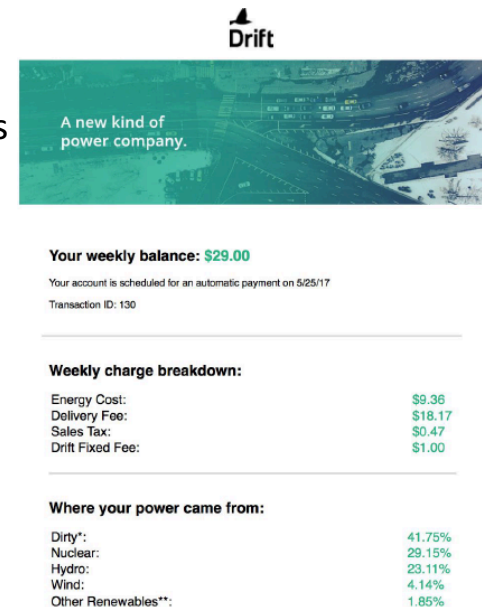 Drift
s
A new kind of
power company.
Your weekly balance: $29.00
Your account is scheduled for an automatic payment on 5/25/17
Transaction ID: 130
Weekly charge breakdown:
Energy Cost: $9.36
Delivery Fee: $18.17
Sales Tax: $0.47
Drift Fixed Fee: $1.00
Where your power came from:
Dirty*: 41.75%
Nuclear: 29.15%
Hydro: 23.11%
Wind: 4.14%
Other Renewables**: 1.85%